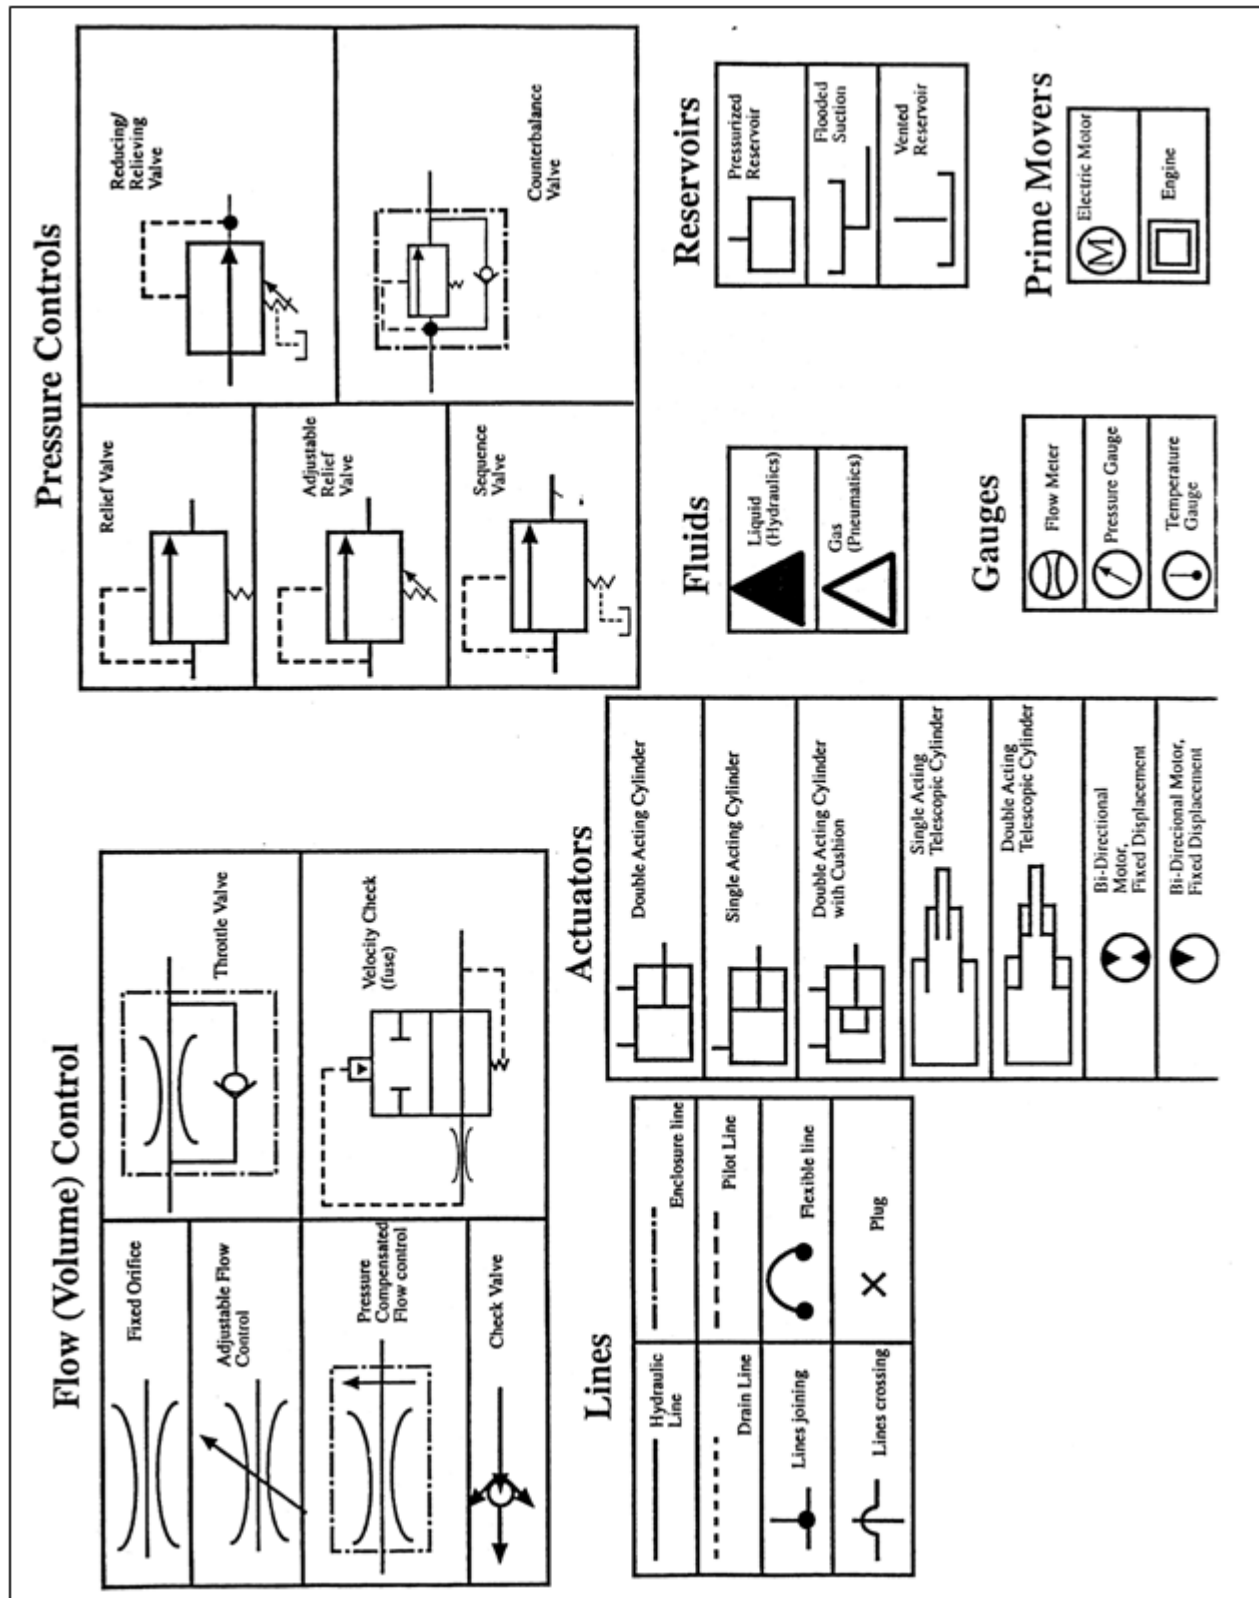 Flow (Volume) Control
Fixed Orifice
Adjustable Flow
Control
Pressure
Compensated
Flow control
Check Valve
Throttle Valve
Velocity Check
(fuse)
Pressure Controls
Relief Valve
Adjustable
Relief
Valve
Sequence
Valve
Reducing/
Relieving
Valve
Counterbalance
Valve
Lines
Hydraulic
Line
Enclosure line
Drain Line
Pilot Line
Lines joining
Flexible line
Lines crossing
Plug
Actuators
Double Acting Cylinder
Single Acting Cylinder
Double Acting Cylinder
with Cushion
Single Acting
Telescopic Cylinder
Double Acting
Telescopic Cylinder
Bi-Directional
Motor,
Fixed Displacement
Bi-Direcional Motor,
Fixed Displacement
Fluids
Liquid
(Hydraulics)
Gas
(Pneumatics)
Reservoirs
Pressurized
Reservoir
Flooded
Suction
Vented
Reservoir
Gauges
Flow Meter
Pressure Gauge
Temperature
Gauge
Prime Movers
M
Electric Motor
Engine